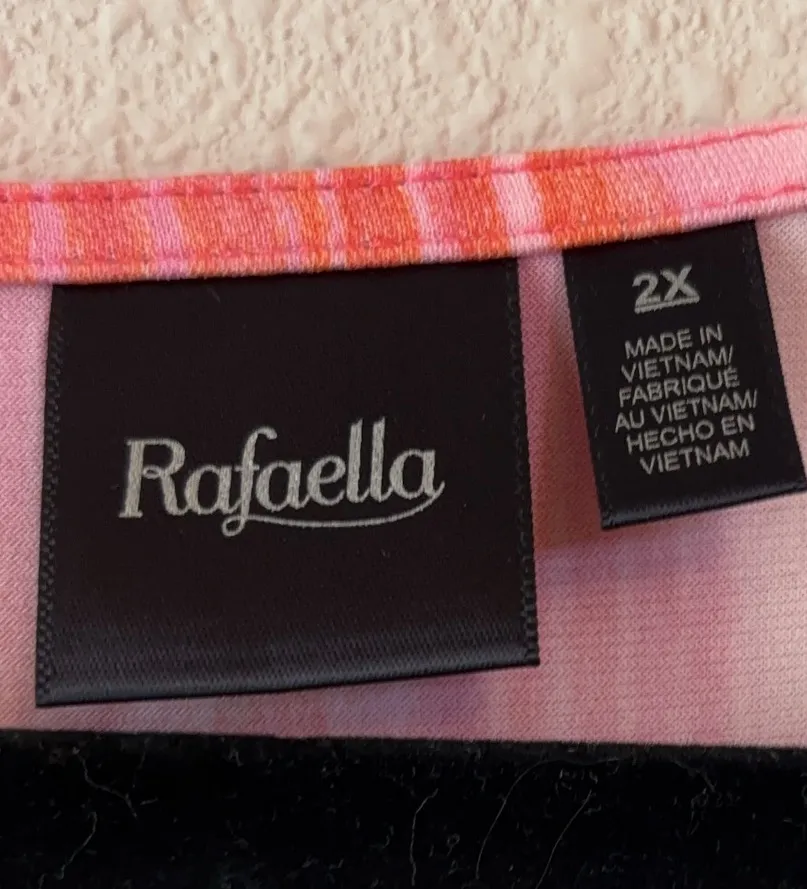 Rafaella
2X
MADE IN
VIETNAM/
FABRIQUÉ
AU VIETNAM/
HECHO EN
VIETNAM